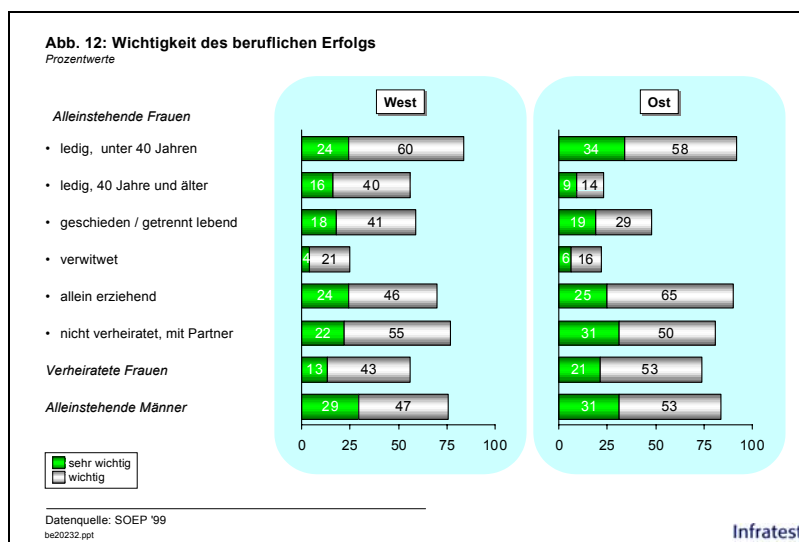 Abb. 12: Wichtigkeit des beruflichen Erfolgs
Prozentwerte
West
Ost
Alleinstehende Frauen
• ledig, unter 40 Jahren 24 60 34 58
• ledig, 40 Jahre und älter 16 40 9 14
• geschieden / getrennt lebend 18 41 19 29
• verwitwet 4 21 6 16
• allein erziehend 24 46 25 65
• nicht verheiratet, mit Partner 22 55 31 50
Verheiratete Frauen 13 43 21 53
Alleinstehende Männer 29 47 31 53
0 25 50 75 100 0 25 50 75 100
sehr wichtig
wichtig
Datenquelle: SOEP '99
be20232.ppt
Infratest